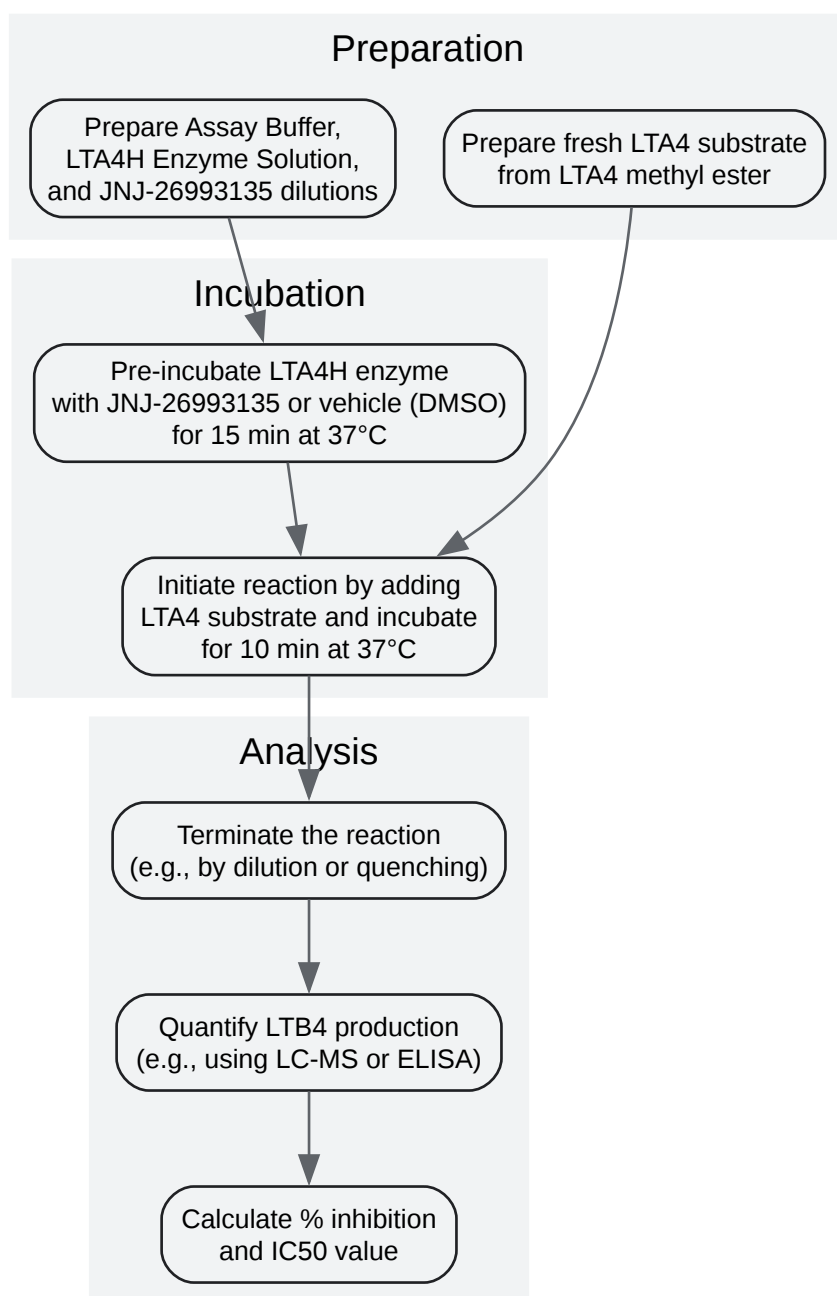 Preparation
Prepare Assay Buffer,
LTA4H Enzyme Solution,
and JNJ-26993135 dilutions
Prepare fresh LTA4 substrate
from LTA4 methyl ester
Incubation
Pre-incubate LTA4H enzyme
with JNJ-26993135 or vehicle (DMSO)
for 15 min at 37°C
Initiate reaction by adding
LTA4 substrate and incubate
for 10 min at 37°C
Analysis
Terminate the reaction
(e.g., by dilution or quenching)
Quantify LTB4 production
(e.g., using LC-MS or ELISA)
Calculate % inhibition
and IC50 value